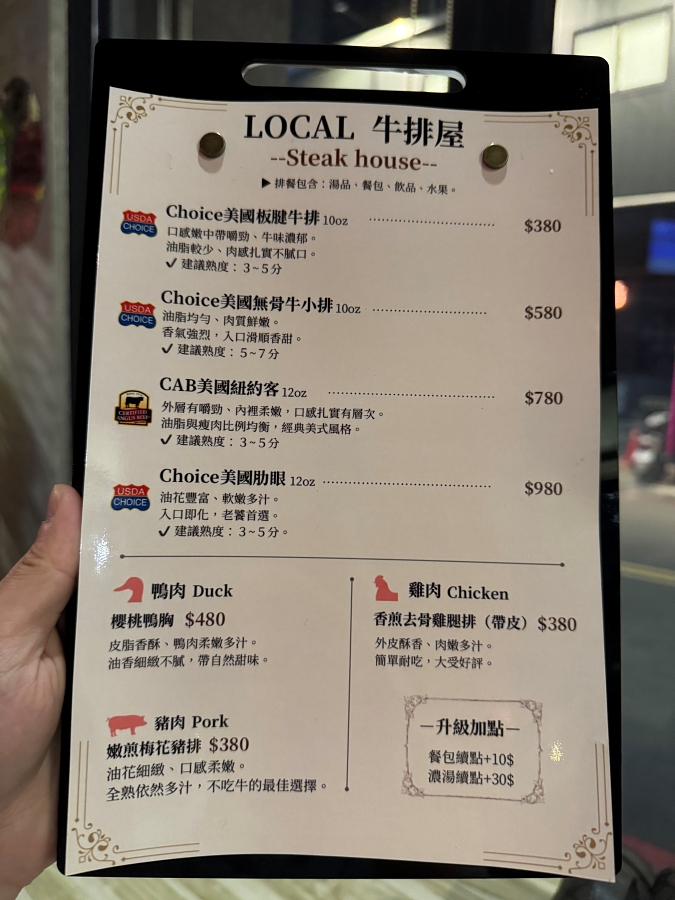 LOCAL 牛排屋
--Steak house--
▶ 排餐包含：湯品、餐包、飲品、水果。
USDA
CHOICE
Choice美國板腱牛排 10oz ........................ $380
口感嫩中帶嚼勁、牛味濃郁。
油脂較少、肉感扎實不膩口。
✓ 建議熟度：3~5分
USDA
CHOICE
Choice美國無骨牛小排 10oz ........................ $580
油脂均勻、肉質鮮嫩。
香氣強烈，入口滑順香甜。
✓ 建議熟度：5~7分
CERTIFIED
ANGUS BEEF
CAB美國紐約客 12oz ........................ $780
外層有嚼勁、內裡柔嫩，口感扎實有層次。
油脂與瘦肉比例均衡，經典美式風格。
✓ 建議熟度：3~5分
USDA
CHOICE
Choice美國肋眼 12oz ........................ $980
油花豐富、軟嫩多汁。
入口即化，老饕首選。
✓ 建議熟度：3~5分。
鴨肉 Duck
櫻桃鴨胸 $480
皮脂香酥、鴨肉柔嫩多汁。
油香細緻不膩，帶自然甜味。
豬肉 Pork
嫩煎梅花豬排 $380
油花細緻、口感柔嫩。
全熟依然多汁，不吃牛的最佳選擇。
雞肉 Chicken
香煎去骨雞腿排（帶皮）$380
外皮酥香、肉嫩多汁。
簡單耐吃，大受好評。
－升級加點－
餐包續點+10$
濃湯續點+30$